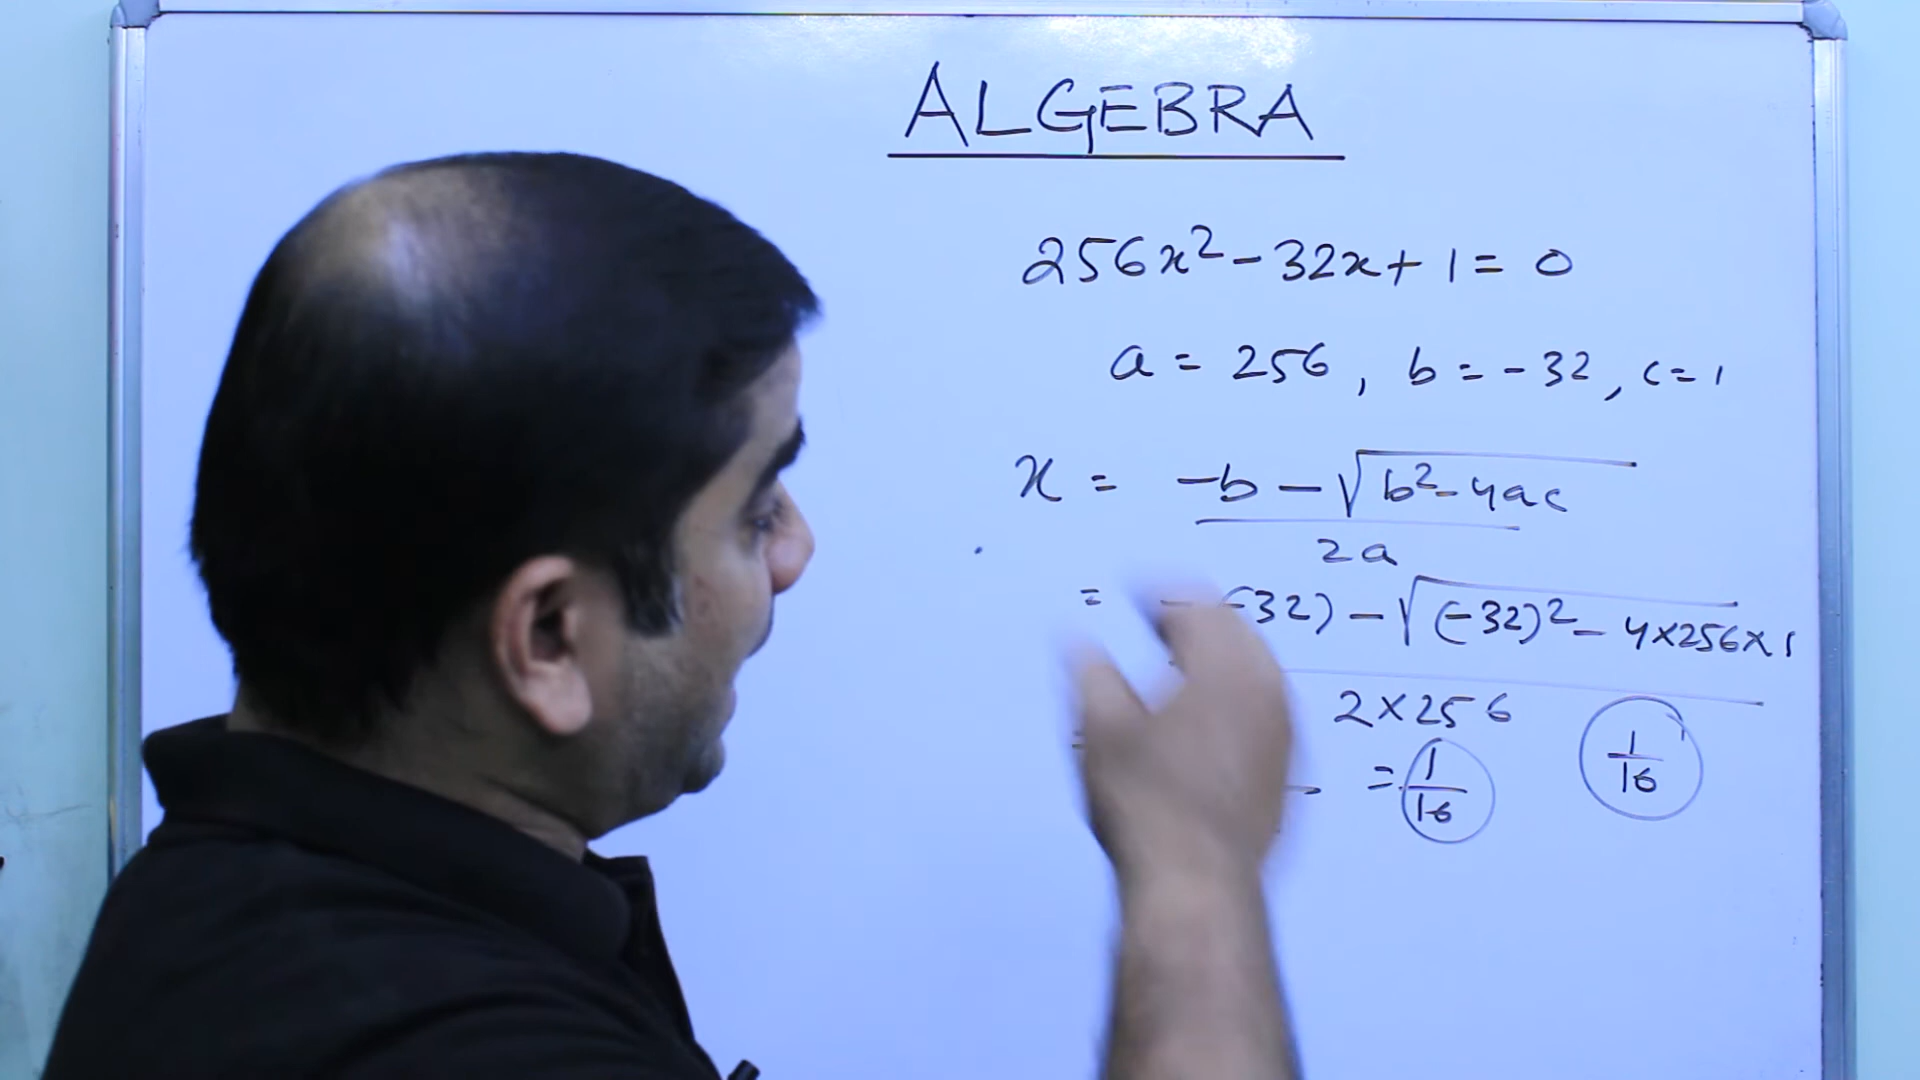 ALGEBRA
256x² - 32x + 1 = 0
a = 256, b = -32, c = 1
x = -b - √b² - 4ac
2a
= 32) - √(-32)² - 4×256×1
2×256
= 1/16
1/16